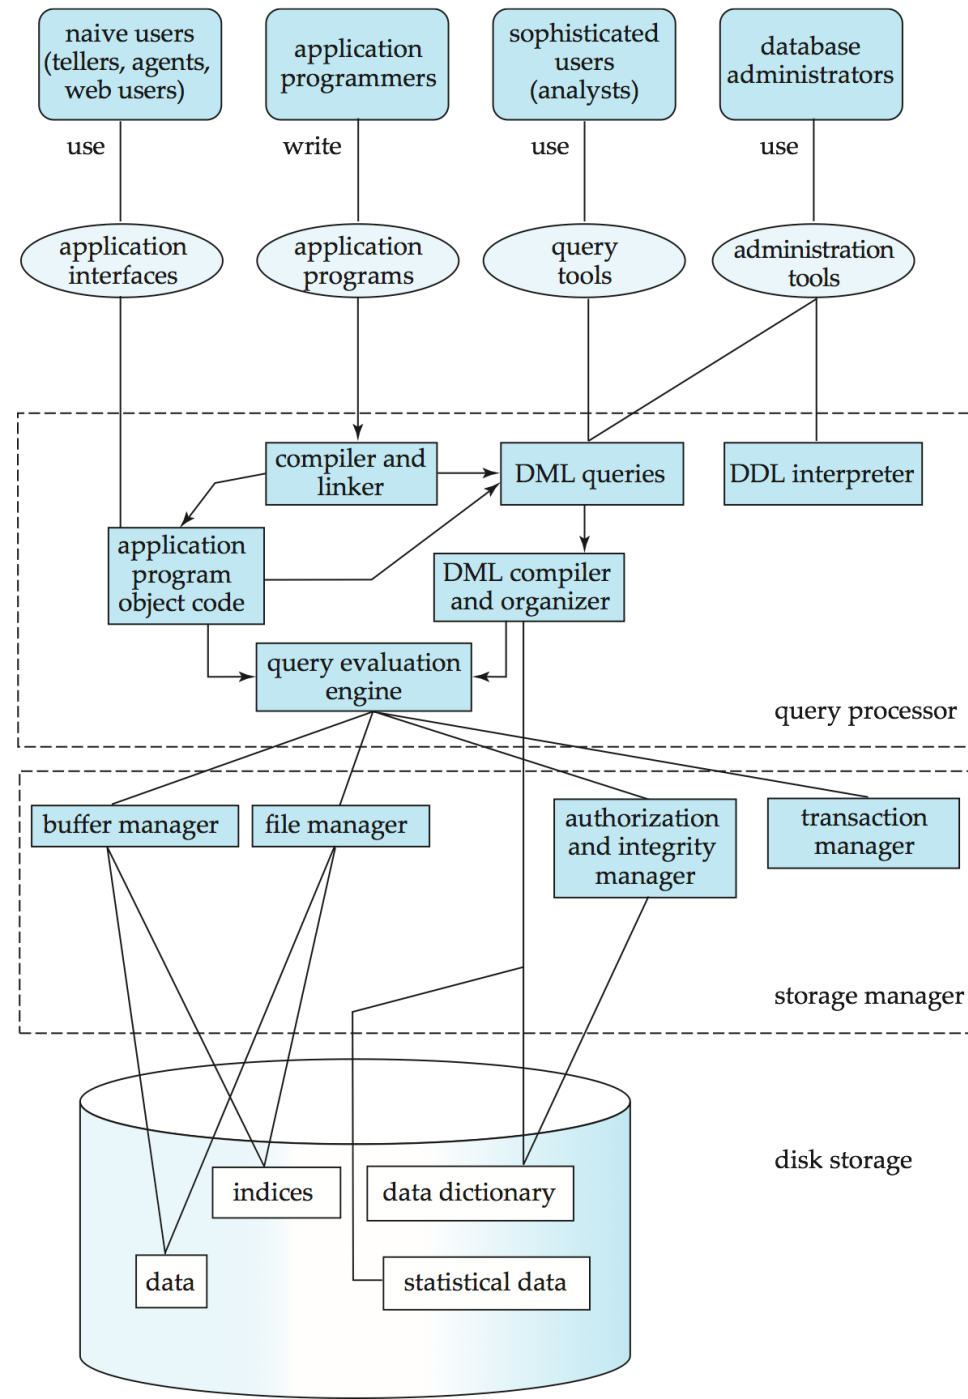 naive users
(tellers, agents,
web users)
application
programmers
sophisticated
users
(analysts)
database
administrators
use
write
use
use
application
interfaces
application
programs
query
tools
administration
tools
compiler and
linker
DML queries
DDL interpreter
application
program
object code
DML compiler
and organizer
query evaluation
engine
query processor
buffer manager
file manager
authorization
and integrity
manager
transaction
manager
storage manager
disk storage
indices
data dictionary
data
statistical data